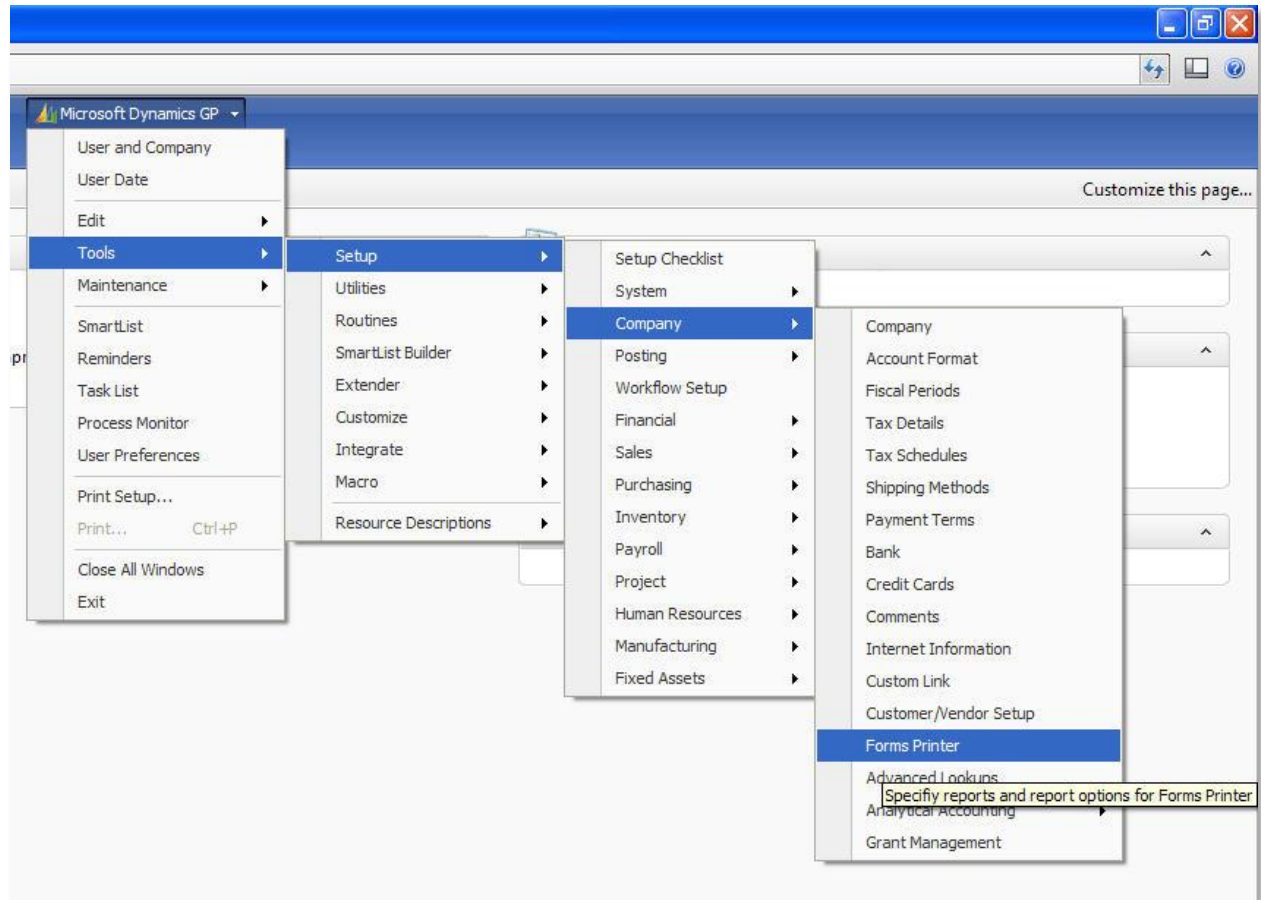 Microsoft Dynamics GP
Customize this page...
User and Company
User Date
Edit
Tools
Maintenance
SmartList
Reminders
Task List
Process Monitor
User Preferences
Print Setup...
Print... Ctrl+P
Close All Windows
Exit
Setup
Utilities
Routines
SmartList Builder
Extender
Customize
Integrate
Macro
Resource Descriptions
Setup Checklist
System
Company
Posting
Workflow Setup
Financial
Sales
Purchasing
Inventory
Payroll
Project
Human Resources
Manufacturing
Fixed Assets
Company
Account Format
Fiscal Periods
Tax Details
Tax Schedules
Shipping Methods
Payment Terms
Bank
Credit Cards
Comments
Internet Information
Custom Link
Customer/Vendor Setup
Forms Printer
Advanced Lookups
Specifiy reports and report options for Forms Printer
Analytical Accounting
Grant Management